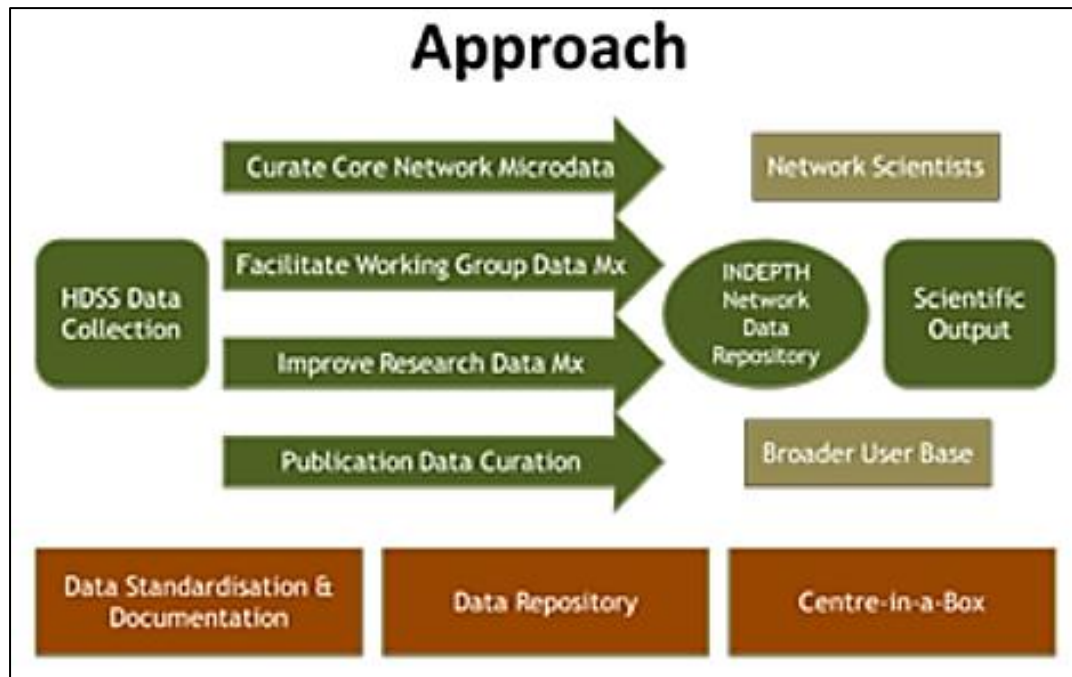 Approach
Curate Core Network Microdata
Network Scientists
HDSS Data
Collection
Facilitate Working Group Data Mx
INDEPTH
Network
Data
Repository
Scientific
Output
Improve Research Data Mx
Publication Data Curation
Broader User Base
Data Standardisation &
Documentation
Data Repository
Centre-in-a-Box